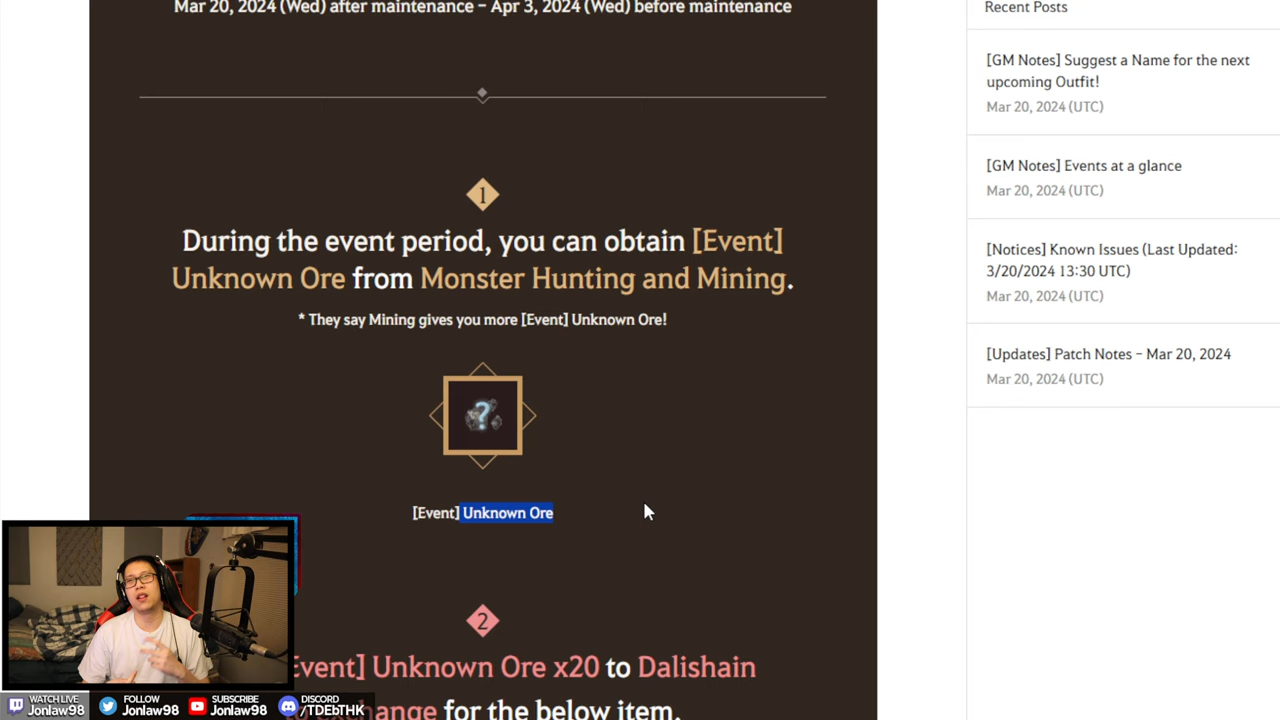 Mar 20, 2024 (Wed) after maintenance – Apr 3, 2024 (Wed) before maintenance
1
During the event period, you can obtain [Event]
Unknown Ore from Monster Hunting and Mining.
* They say Mining gives you more [Event] Unknown Ore!
?
[Event] Unknown Ore
2
Event] Unknown Ore x20 to Dalishain
exchange for the below item.
Recent Posts
[GM Notes] Suggest a Name for the next
upcoming Outfit!
Mar 20, 2024 (UTC)
[GM Notes] Events at a glance
Mar 20, 2024 (UTC)
[Notices] Known Issues (Last Updated:
3/20/2024 13:30 UTC)
Mar 20, 2024 (UTC)
[Updates] Patch Notes – Mar 20, 2024
Mar 20, 2024 (UTC)
WATCH LIVE
Jonlaw98
FOLLOW
Jonlaw98
SUBSCRIBE
Jonlaw98
DISCORD
/TDEbTHK